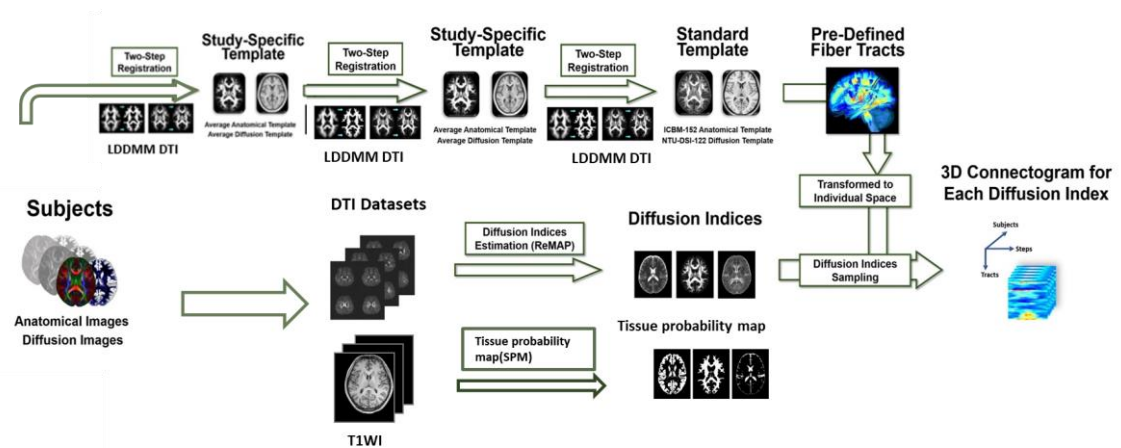 Two-Step
Registration
LDDMM DTI
Study-Specific
Template
Average Anatomical Template
Average Diffusion Template
Two-Step
Registration
LDDMM DTI
Study-Specific
Template
Average Anatomical Template
Average Diffusion Template
Two-Step
Registration
LDDMM DTI
Standard
Template
ICBM-152 Anatomical Template
NTU-DSI-122 Diffusion Template
Pre-Defined
Fiber Tracts
Transformed to
Individual Space
Subjects
Anatomical Images
Diffusion Images
DTI Datasets
T1WI
Diffusion Indices
Estimation (ReMAP)
Tissue probability
map(SPM)
Diffusion Indices
Tissue probability map
Diffusion Indices
Sampling
3D Connectogram for
Each Diffusion Index
Subjects
Steps
Tracts